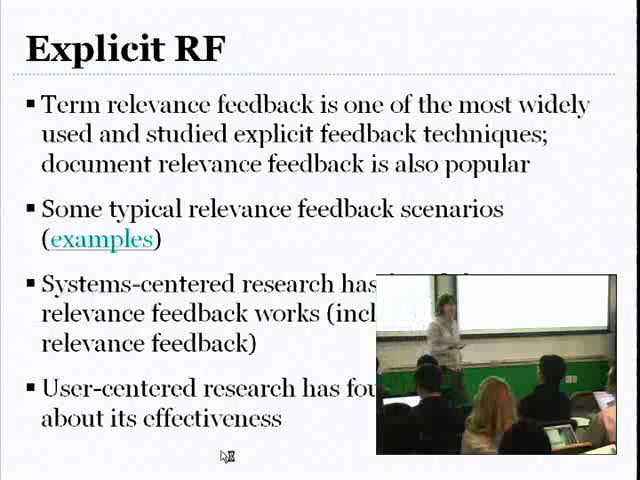 Explicit RF
Term relevance feedback is one of the most widely
used and studied explicit feedback techniques;
document relevance feedback is also popular
Some typical relevance feedback scenarios
(examples)
Systems-centered research has
relevance feedback works (incl
relevance feedback)
User-centered research has fou
about its effectiveness